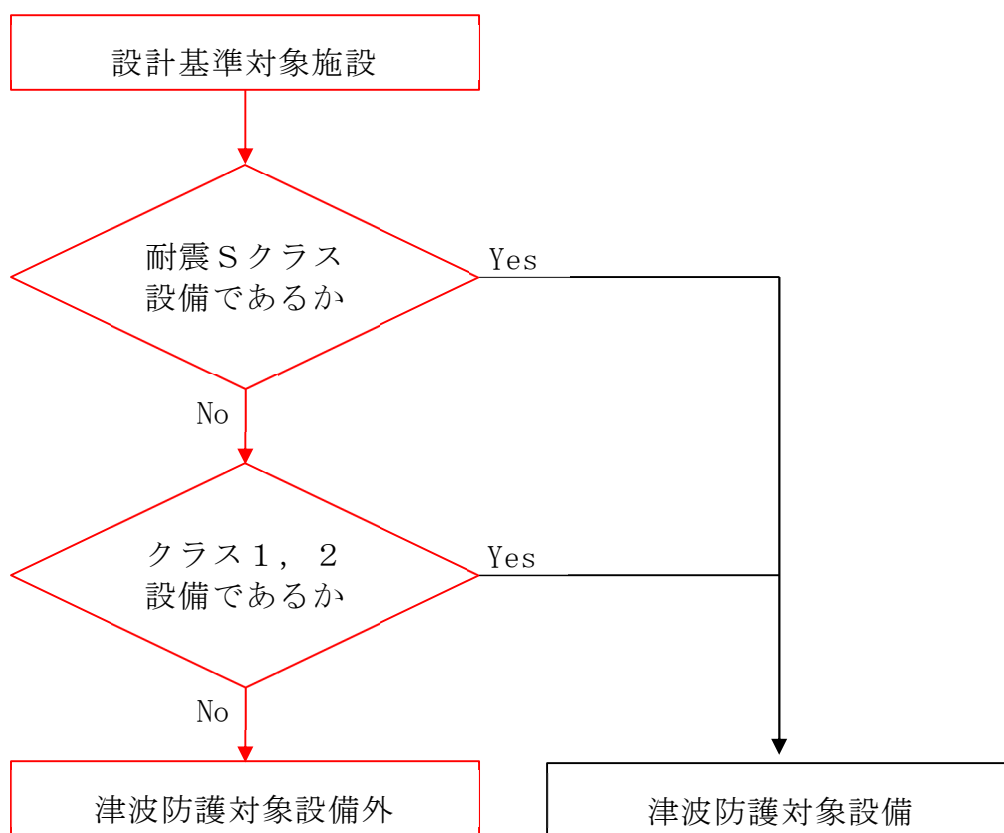 設計基準対象施設
耐震Sクラス
設備であるか
Yes
No
クラス1,2
設備であるか
Yes
No
津波防護対象設備外
津波防護対象設備